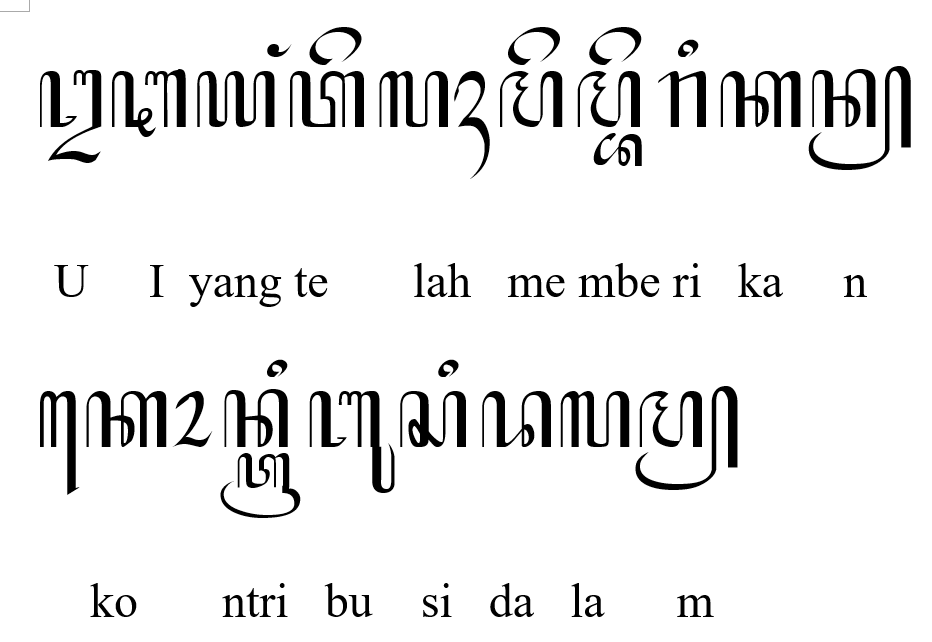 ꦈꦆꦪꦁꦠꦼꦭꦃꦩꦼꦩ꧀ꦧꦼꦫꦶꦏꦤ꧀
U I yang te lah me mbe ri ka n
ꦏꦺꦴꦤ꧀ꦠꦿꦶꦧꦸꦱꦶꦢꦭꦩ꧀
ko ntri bu si da la m